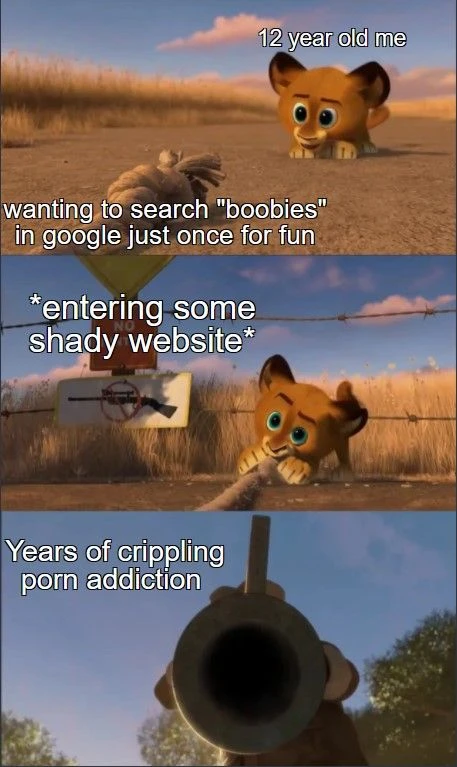 12 year old me
wanting to search "boobies"
in google just once for fun
*entering some
shady website*
NO
Years of crippling
porn addiction